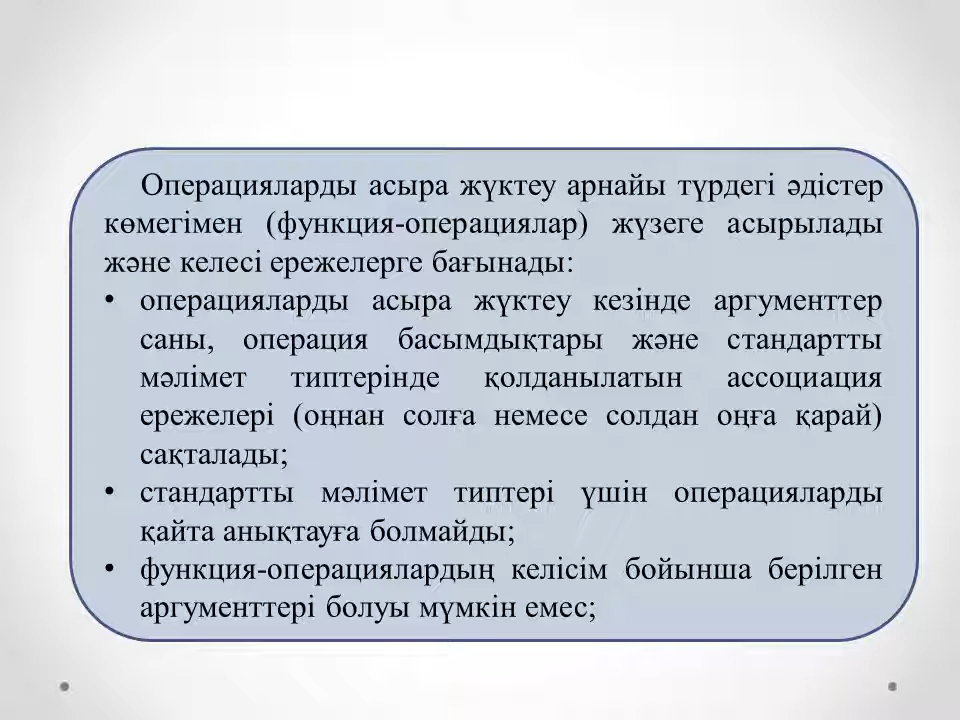 Операцияларды асыра жүктеу арнайы түрдегі әдістер
көмегімен (функция-операциялар) жүзеге асырылады
және келесі ережелерге бағынады:
• операцияларды асыра жүктеу кезінде аргументтер
саны, операция басымдықтары және стандартты
мәлімет типтерінде қолданылатын ассоциация
ережелері (оңнан солға немесе солдан оңға қарай)
сақталады;
• стандартты мәлімет типтері үшін операцияларды
қайта анықтауға болмайды;
• функция-операциялардың келісім бойынша берілген
аргументтері болуы мүмкін емес;